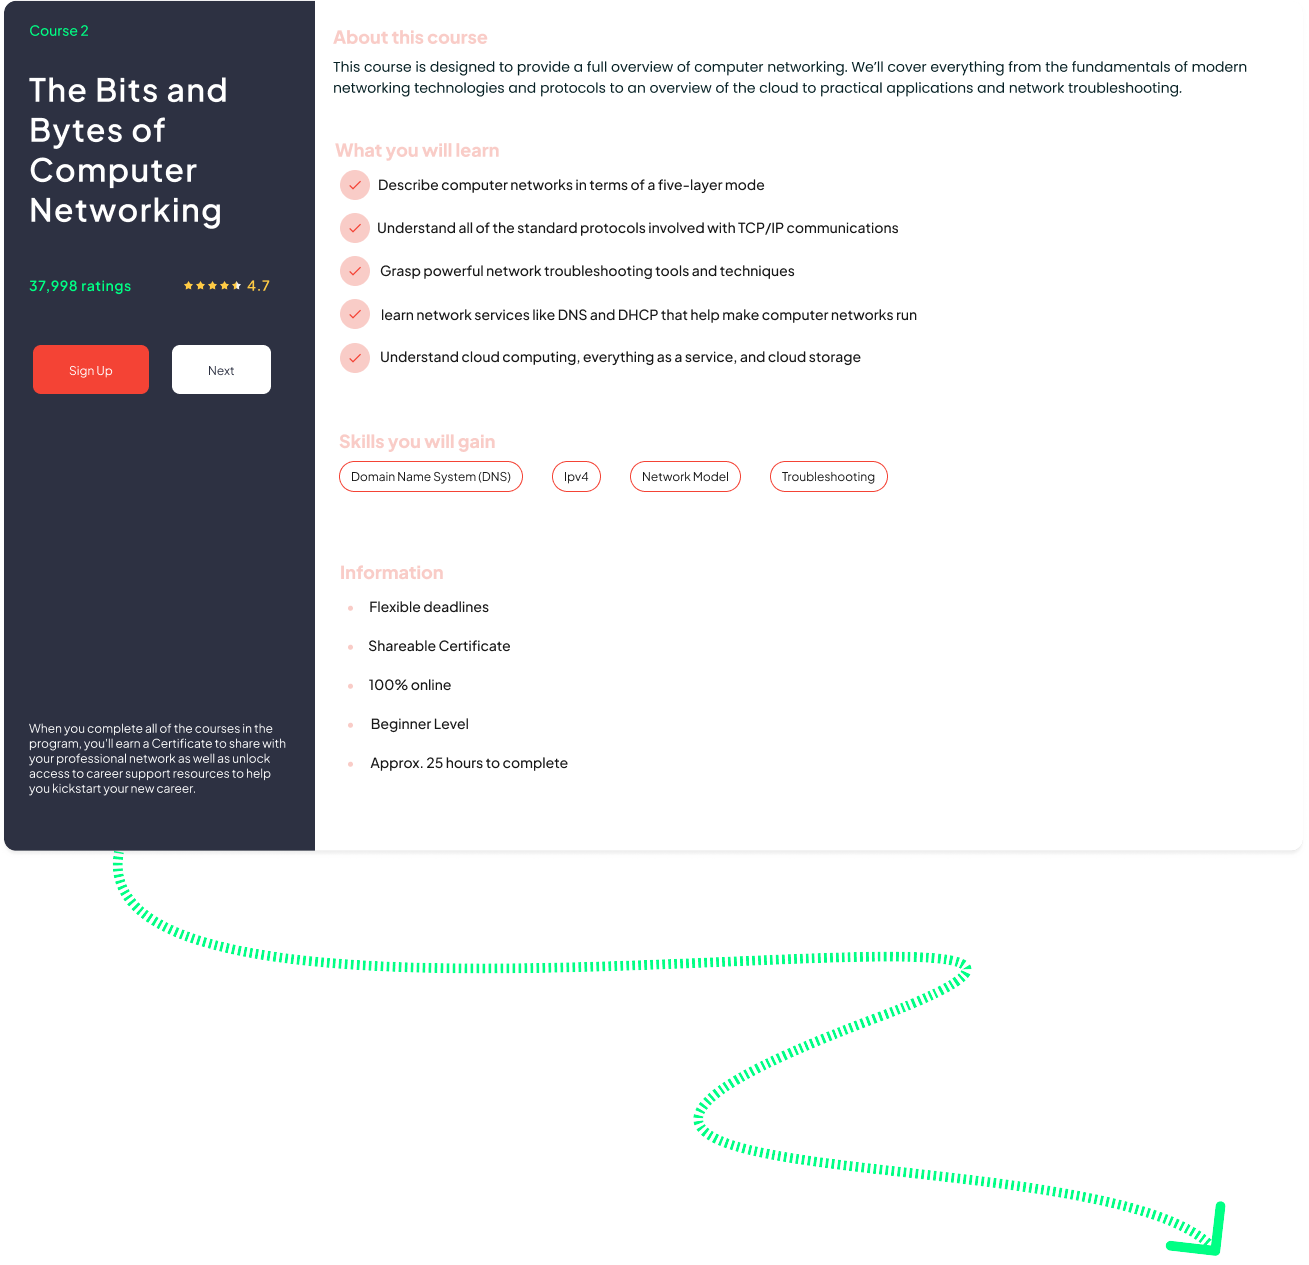 Course 2
The Bits and
Bytes of
Computer
Networking
37,998 ratings
4.7
Sign Up
Next
When you complete all of the courses in the
program, you'll earn a Certificate to share with
your professional network as well as unlock
access to career support resources to help
you kickstart your new career.
About this course
This course is designed to provide a full overview of computer networking. We’ll cover everything from the fundamentals of modern
networking technologies and protocols to an overview of the cloud to practical applications and network troubleshooting.
What you will learn
Describe computer networks in terms of a five-layer mode
Understand all of the standard protocols involved with TCP/IP communications
Grasp powerful network troubleshooting tools and techniques
learn network services like DNS and DHCP that help make computer networks run
Understand cloud computing, everything as a service, and cloud storage
Skills you will gain
Domain Name System (DNS)
Ipv4
Network Model
Troubleshooting
Information
Flexible deadlines
Shareable Certificate
100% online
Beginner Level
Approx. 25 hours to complete